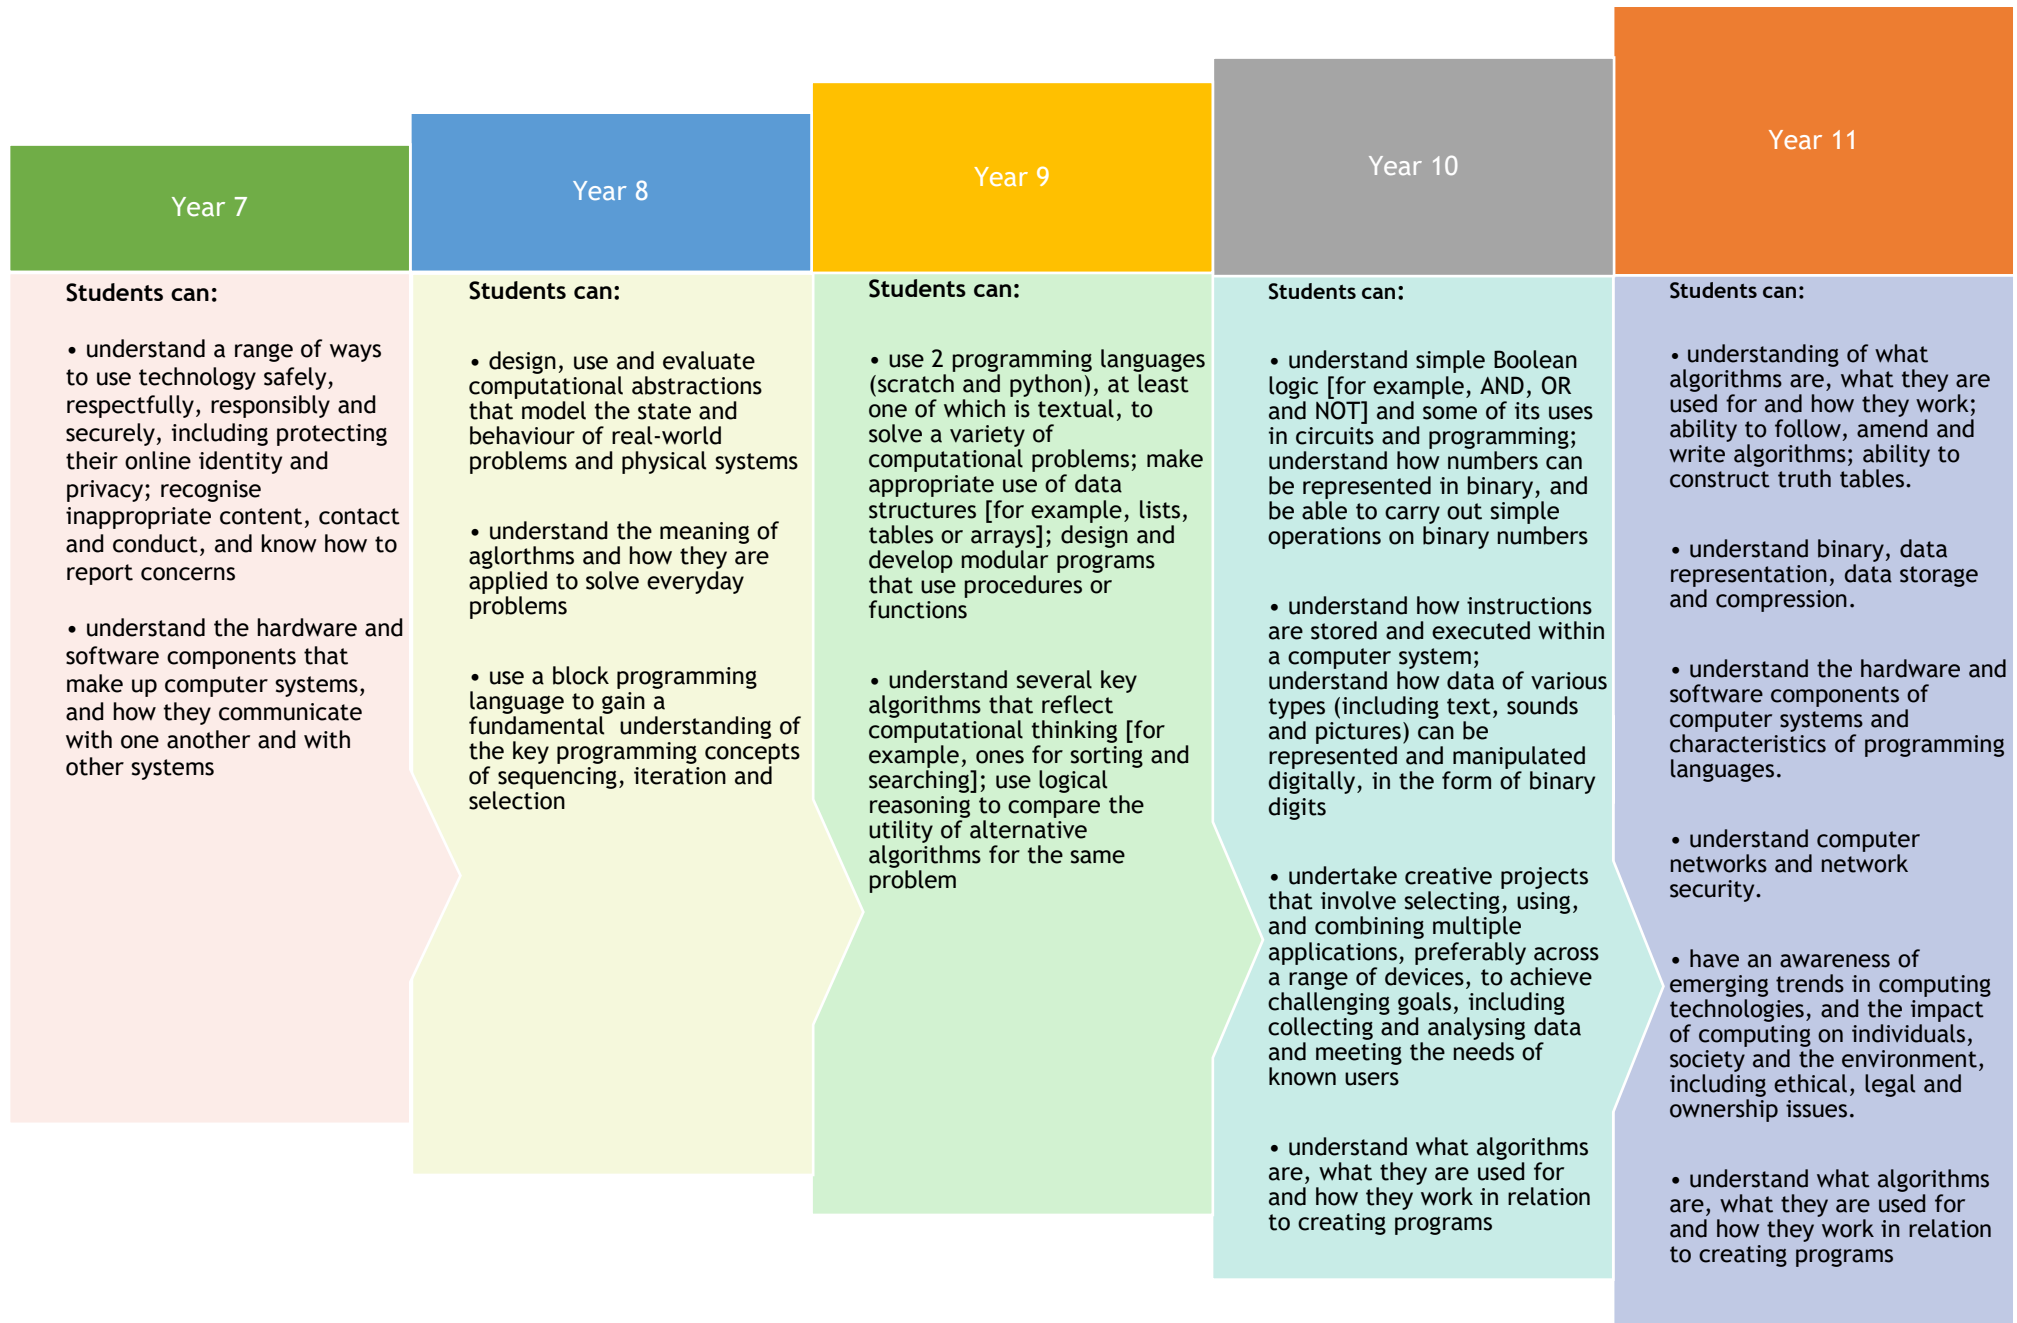 Year 7
Students can:
• understand a range of ways
to use technology safely,
respectfully, responsibly and
securely, including protecting
their online identity and
privacy; recognise
inappropriate content, contact
and conduct, and know how to
report concerns
• understand the hardware and
software components that
make up computer systems,
and how they communicate
with one another and with
other systems
Year 8
Students can:
• design, use and evaluate
computational abstractions
that model the state and
behaviour of real-world
problems and physical systems
• understand the meaning of
aglorthms and how they are
applied to solve everyday
problems
• use a block programming
language to gain a
fundamental  understanding of
the key programming concepts
of sequencing, iteration and
selection
Year 9
Students can:
• use 2 programming languages
(scratch and python), at least
one of which is textual, to
solve a variety of
computational problems; make
appropriate use of data
structures [for example, lists,
tables or arrays]; design and
develop modular programs
that use procedures or
functions
• understand several key
algorithms that reflect
computational thinking [for
example, ones for sorting and
searching]; use logical
reasoning to compare the
utility of alternative
algorithms for the same
problem
Year 10
Students can:
• understand simple Boolean
logic [for example, AND, OR
and NOT] and some of its uses
in circuits and programming;
understand how numbers can
be represented in binary, and
be able to carry out simple
operations on binary numbers
• understand how instructions
are stored and executed within
a computer system;
understand how data of various
types (including text, sounds
and pictures) can be
represented and manipulated
digitally, in the form of binary
digits
• undertake creative projects
that involve selecting, using,
and combining multiple
applications, preferably across
a range of devices, to achieve
challenging goals, including
collecting and analysing data
and meeting the needs of
known users
• understand what algorithms
are, what they are used for
and how they work in relation
to creating programs
Year 11
Students can:
• understanding of what
algorithms are, what they are
used for and how they work;
ability to follow, amend and
write algorithms; ability to
construct truth tables.
• understand binary, data
representation, data storage
and compression.
• understand the hardware and
software components of
computer systems and
characteristics of programming
languages.
• understand computer
networks and network
security.
• have an awareness of
emerging trends in computing
technologies, and the impact
of computing on individuals,
society and the environment,
including ethical, legal and
ownership issues.
• understand what algorithms
are, what they are used for
and how they work in relation
to creating programs